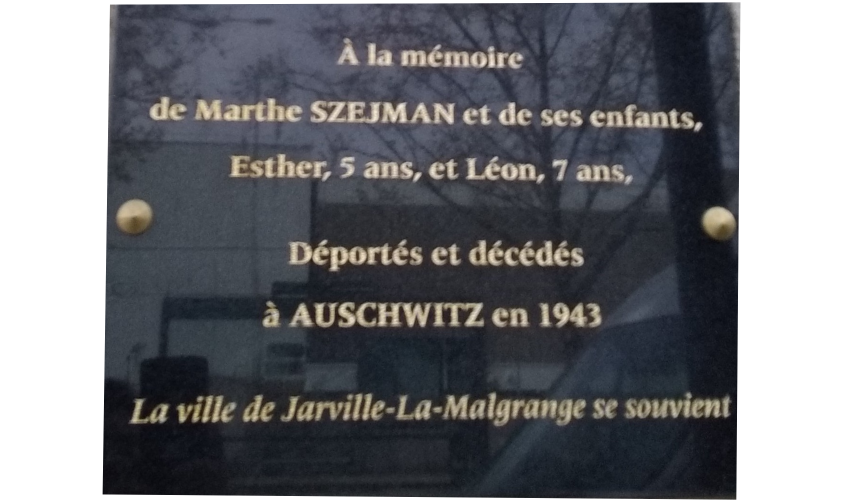 À la mémoire
de Marthe SZEJMAN et de ses enfants,
Esther, 5 ans, et Léon, 7 ans,
Déportés et décédés
à AUSCHWITZ en 1943
La ville de Jarville-La-Malgrange se souvient